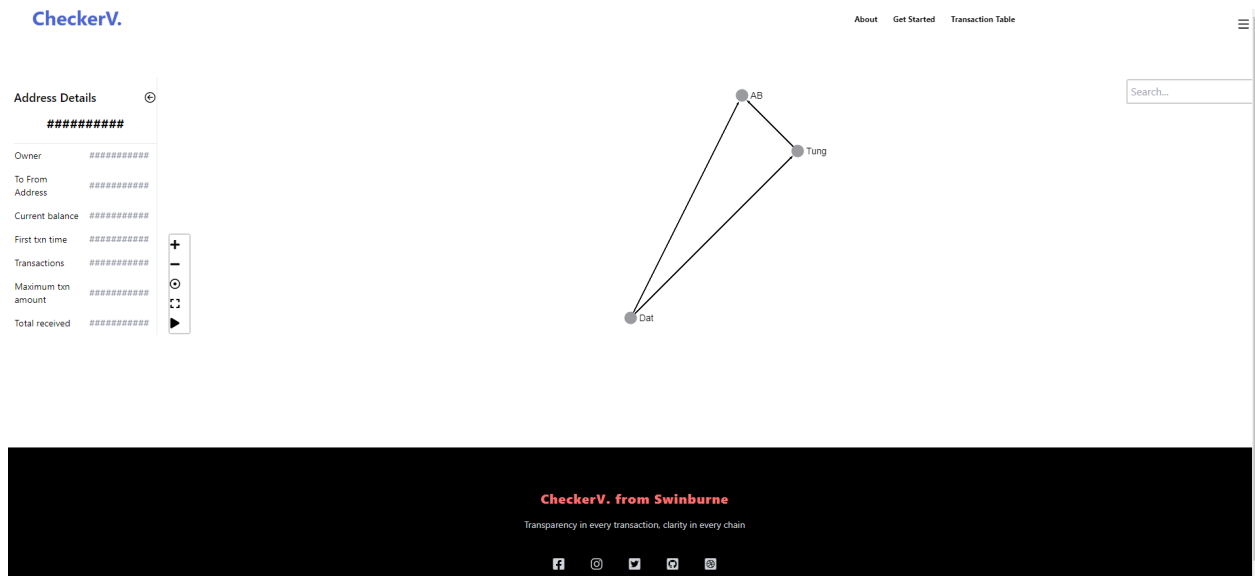 CheckerV.
About Get Started Transaction Table
Search...
Address Details
##########
Owner ###########
To From
Address ###########
Current balance ###########
First txn time ###########
Transactions ###########
Maximum txn
amount ###########
Total received ###########
AB
Tung
Dat
CheckerV. from Swinburne
Transparency in every transaction, clarity in every chain